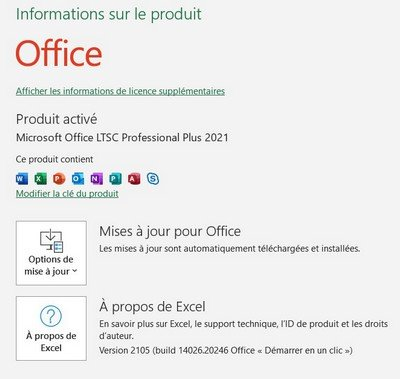 Informations sur le produit
Office
Afficher les informations de licence supplémentaires
Produit activé
Microsoft Office LTSC Professional Plus 2021
Ce produit contient
Modifier la clé du produit
Options de
mise à jour
Mises à jour pour Office
Les mises à jour sont automatiquement téléchargées et installées.
À propos de
Excel
À propos de Excel
En savoir plus sur Excel, le support technique, l'ID de produit et les droits
d'auteur.
Version 2105 (build 14026.20246 Office « Démarrer en un clic »)